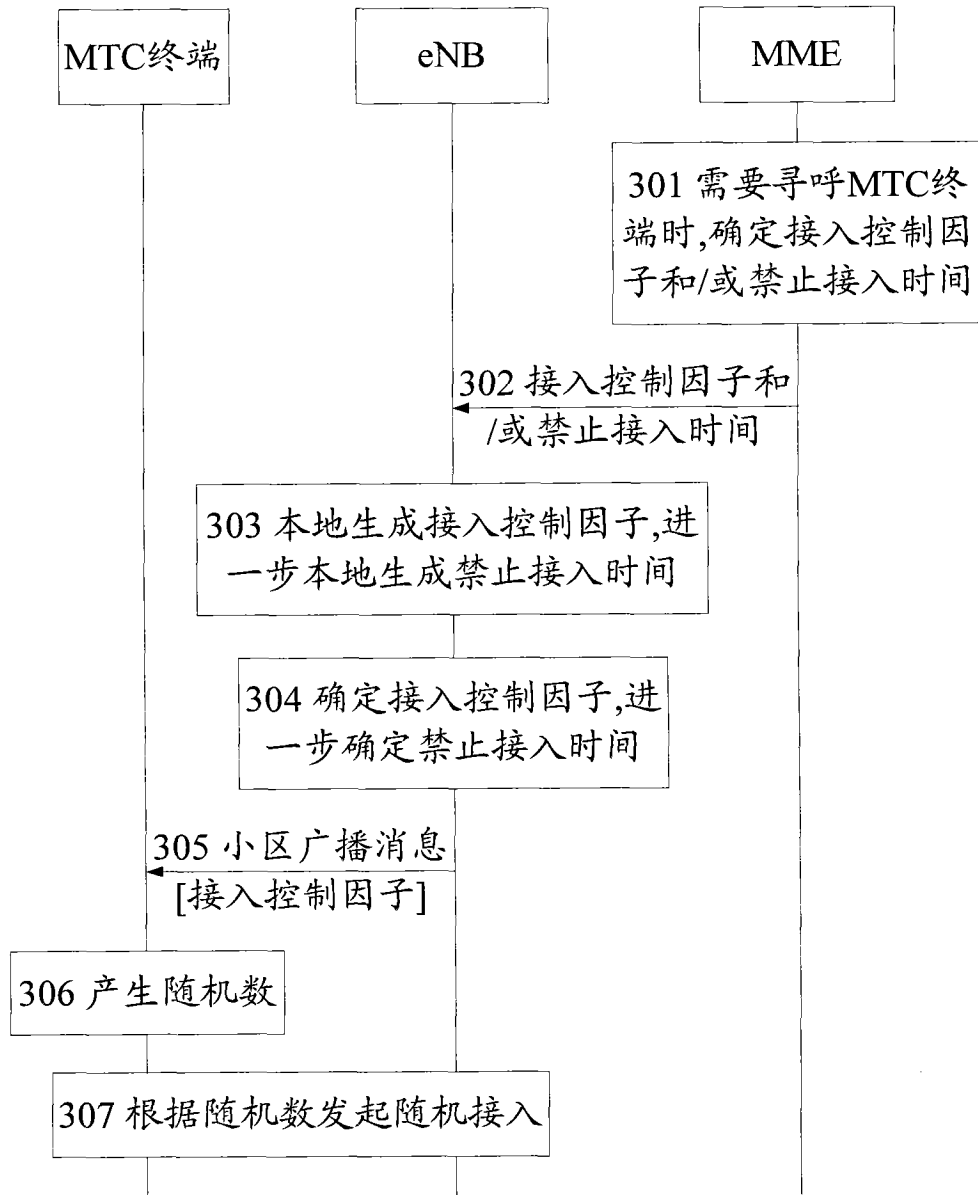 MTC终端
eNB
MME
301 需要寻呼MTC终
端时,确定接入控制因
子和/或禁止接入时间
302 接入控制因子和
/或禁止接入时间
303 本地生成接入控制因子,进
一步本地生成禁止接入时间
304 确定接入控制因子,进
一步确定禁止接入时间
305 小区广播消息
[接入控制因子]
306 产生随机数
307 根据随机数发起随机接入